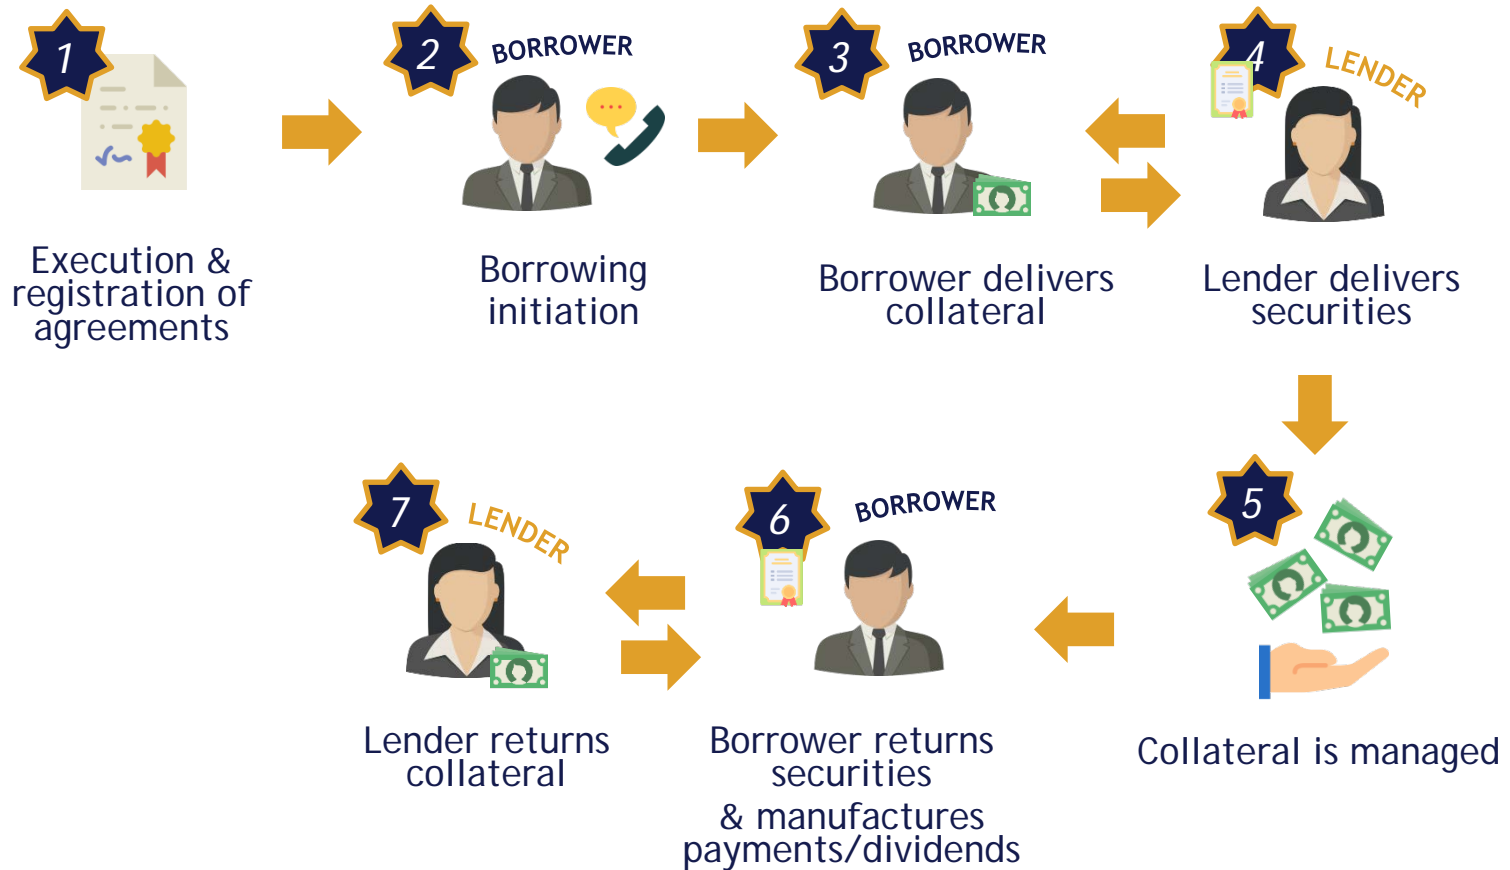 1
Execution &
registration of
agreements
2
BORROWER
Borrowing
initiation
3
BORROWER
Borrower delivers
collateral
4
LENDER
Lender delivers
securities
5
Collateral is managed
6
BORROWER
Borrower returns
securities
& manufactures
payments/dividends
7
LENDER
Lender returns
collateral